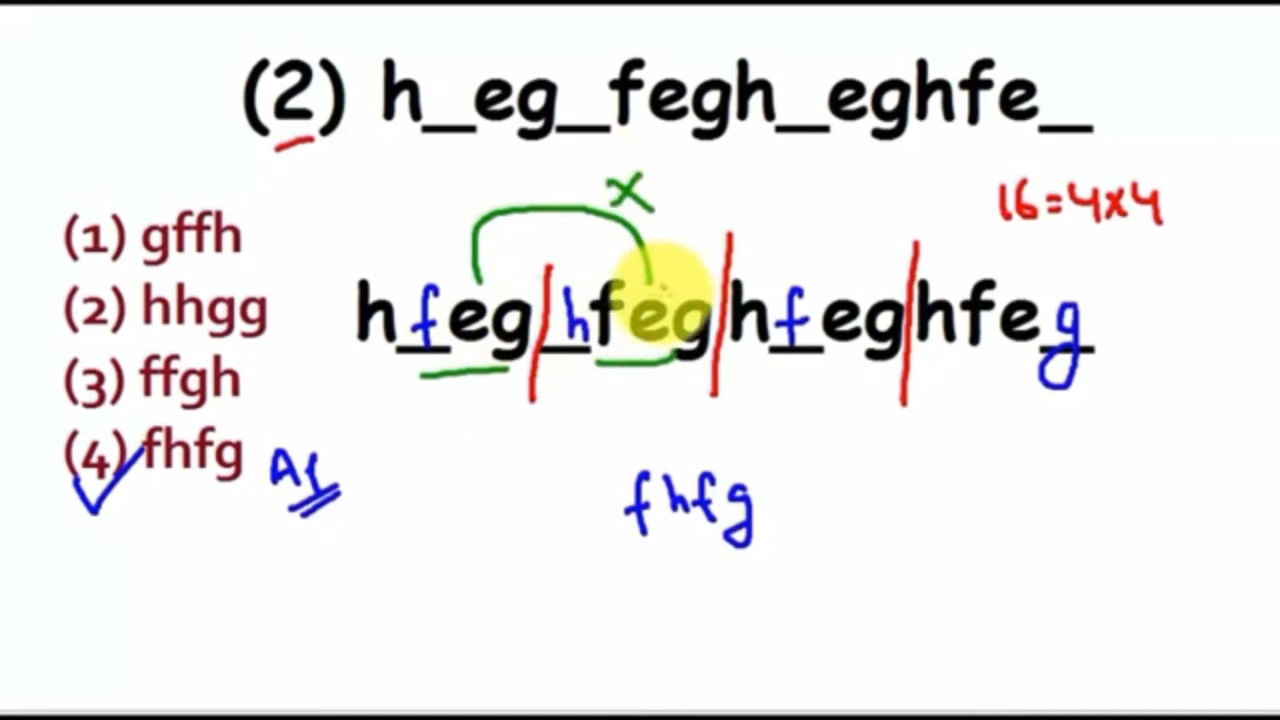 (2) h_eg_fegh_eghfe_
16=4x4
(1) gffh
(2) hhgg
(3) ffgh
(4) fhfg
hfeg hfeg hfeg hfeg
x
fhfg